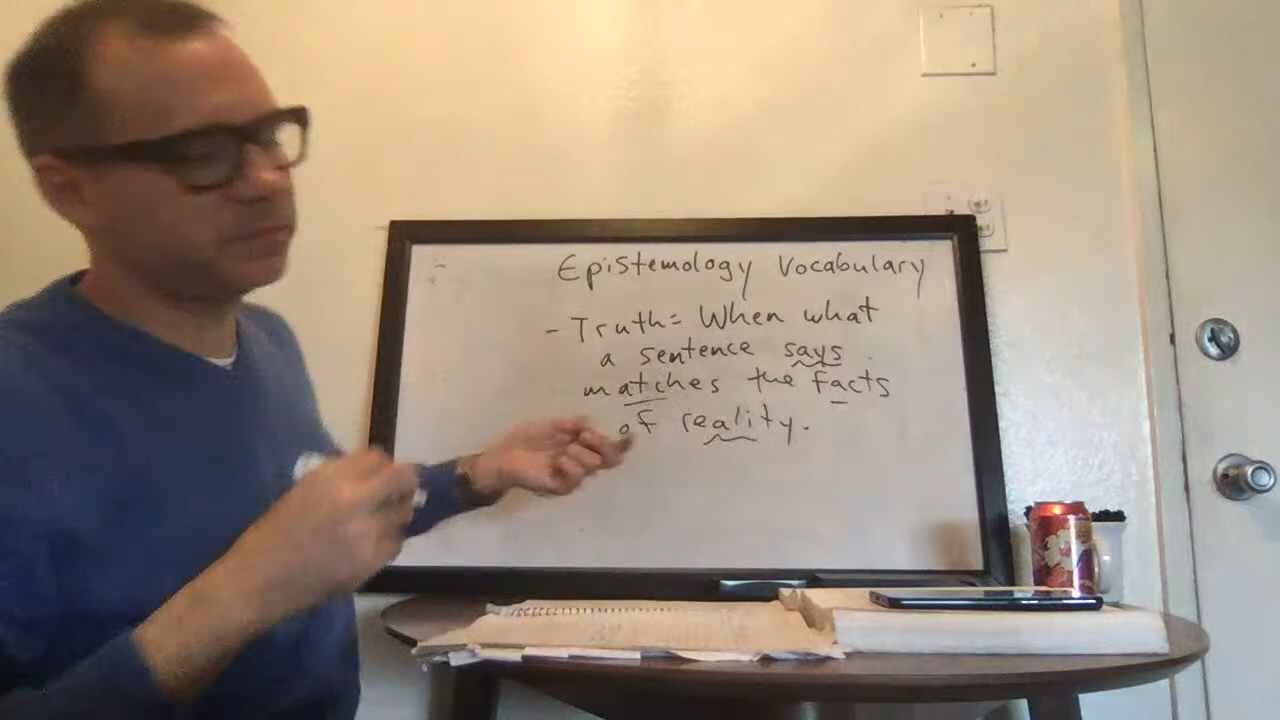 Epistemology Vocabulary
- Truth = When what
a sentence says
matches the facts
of reality.